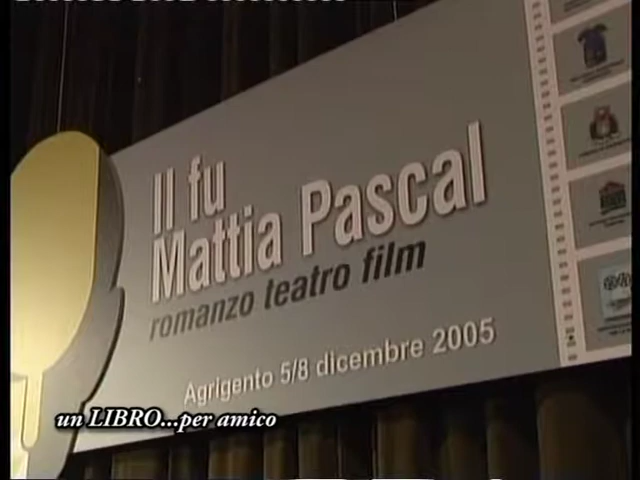 Il fu
Mattia Pascal
romanzo teatro film
Agrigento 5/8 dicembre 2005
un LIBRO...per amico